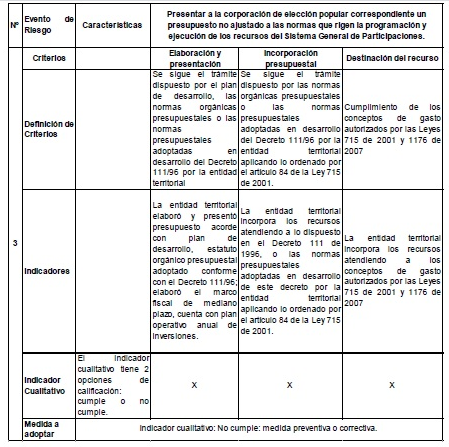 Nº
Evento de
Riesgo
Características
Presentar a la corporación de elección popular correspondiente un
presupuesto no ajustado a las normas que rigen la programación y
ejecución de los recursos del Sistema General de Participaciones.
Criterios
Elaboración y
presentación
Incorporación
presupuestal
Destinación del recurso
3
Definición de
Criterios
Se sigue el trámite
dispuesto por el plan
de desarrollo, las
normas orgánicas
presupuestales o las
normas
presupuestales
adoptadas en
desarrollo del Decreto
111/96 por la entidad
territorial
Se sigue el trámite
dispuesto por las normas
orgánicas presupuestales
o las normas
presupuestales
adoptadas en desarrollo
del Decreto 111/96 por la
entidad territorial
aplicando lo ordenado por
el articulo 84 de la Ley 715
de 2001.
Cumplimiento de los
conceptos de gasto
autorizados por las Leyes
715 de 2001 y 1176 de
2007
Indicadores
La entidad territorial
elaboró y presentó
presupuesto acorde
con plan de
desarrollo, estatuto
orgánico presupuestal
adoptado conforme
con el Decreto 111/96;
elaboró el marco
fiscal de mediano
plazo, cuenta con plan
operativo anual de
inversiones.
La entidad territorial
incorpora los recursos
atendiendo a lo dispuesto
en el Decreto 111 de
1996, o las normas
presupuestales
adoptadas en desarrollo
de este decreto por la
entidad territorial
aplicando lo ordenado por
el articulo 84 de la Ley 715
de 2001.
La entidad territorial
incorpora los recursos
atendiendo a los
conceptos de gasto
autorizados por las Leyes
715 de 2001 y 1176 de
2007
Indicador
Cualitativo
El indicador
cualitativo tiene 2
opciones de
calificación:
cumple o no
cumple.
X
X
X
Medida a
adoptar
Indicador cualitativo: No cumple: medida preventiva o correctiva.